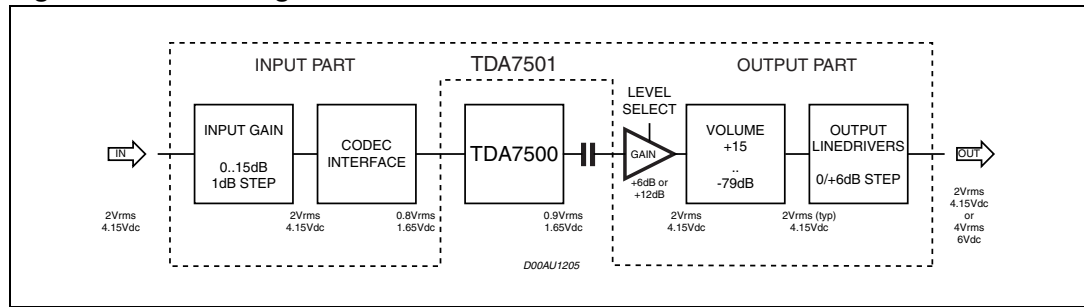 INPUT PART
TDA7501
OUTPUT PART
IN
INPUT GAIN
0..15dB
1dB STEP
CODEC
INTERFACE
TDA7500
LEVEL
SELECT
GAIN
+6dB or
+12dB
VOLUME
+15
..
-79dB
OUTPUT
LINEDRIVERS
0/+6dB STEP
OUT
2Vrms
4.15Vdc
2Vrms
4.15Vdc
0.8Vrms
1.65Vdc
0.9Vrms
1.65Vdc
2Vrms
4.15Vdc
2Vrms (typ)
4.15Vdc
2Vrms
4.15Vdc
or
4Vrms
6Vdc
D00AU1205